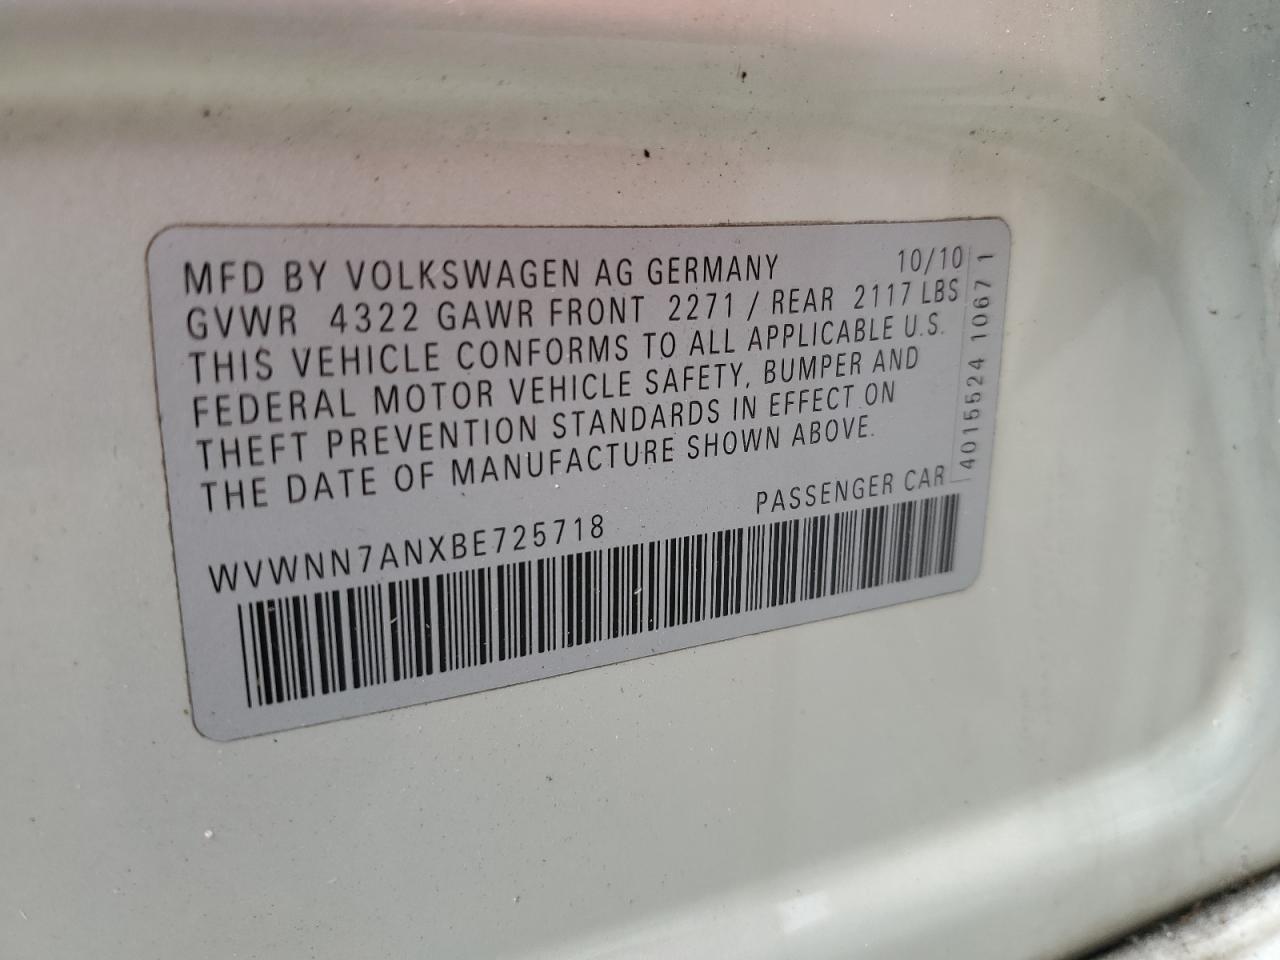 MFD BY VOLKSWAGEN AG GERMANY 10/10
GVWR 4322 GAWR FRONT 2271 / REAR 2117 LBS
THIS VEHICLE CONFORMS TO ALL APPLICABLE U.S.
FEDERAL MOTOR VEHICLE SAFETY, BUMPER AND
THEFT PREVENTION STANDARDS IN EFFECT ON
THE DATE OF MANUFACTURE SHOWN ABOVE.
PASSENGER CAR
WVWNN7ANXBE725718
4015524 10671